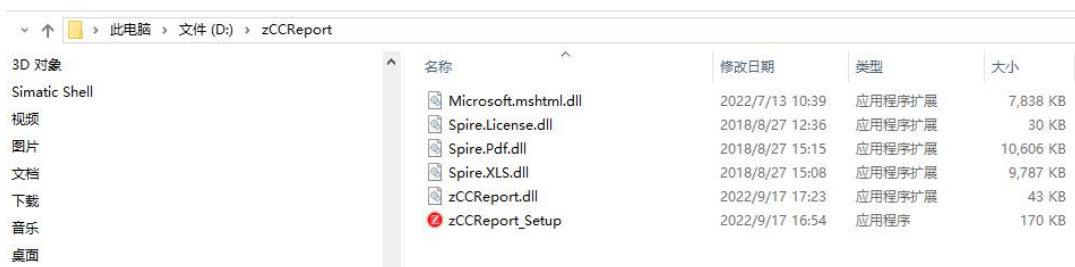 此电脑 > 文件 (D:) > zCCReport
3D 对象
Simatic Shell
视频
图片
文档
下载
音乐
桌面
名称 修改日期 类型 大小
Microsoft.mshtml.dll 2022/7/13 10:39 应用程序扩展 7,838 KB
Spire.License.dll 2018/8/27 12:36 应用程序扩展 30 KB
Spire.Pdf.dll 2018/8/27 15:15 应用程序扩展 10,606 KB
Spire.XLS.dll 2018/8/27 15:08 应用程序扩展 9,787 KB
zCCReport.dll 2022/9/17 17:23 应用程序扩展 43 KB
Z zCCReport_Setup 2022/9/17 16:54 应用程序 170 KB